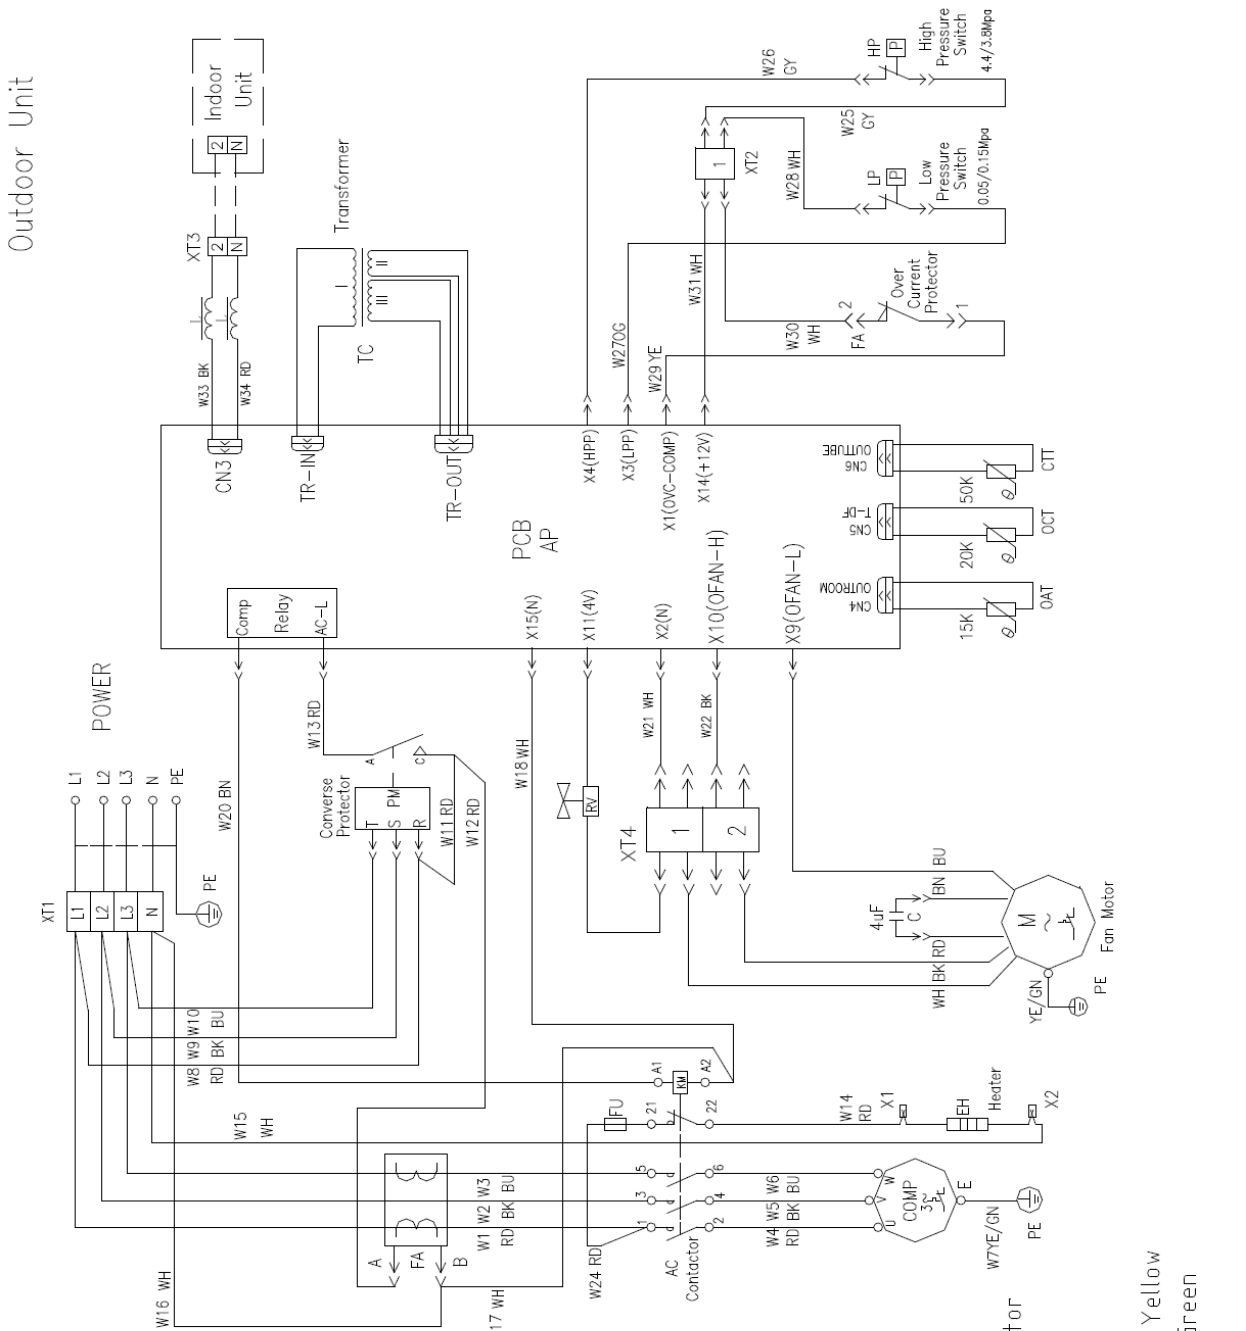 Outdoor Unit
POWER
Indoor
Unit
2
N
XT3
2
N
L
L
W33 BK
W34 RD
CN3
Transformer
I
II
III
TC
TR-IN
TR-OUT
PCB
AP
Comp
Relay
AC-L
X15(N)
X11(4V)
X2(N)
X10(OFAN-H)
X9(OFAN-L)
X4(HPP)
X3(LPP)
X1(OVC-COMP)
X14(+12V)
W26
GY
HP
P
High
Pressure
Switch
4.4/3.8Mpa
W25
GY
1
XT2
W28 WH
LP
P
Low
Pressure
Switch
0.05/0.15Mpa
W27OG
W29 YE
W31 WH
W30
WH
2
FA
Over
Current
Protector
1
CN6
OUTTUBE
50K
θ
CTT
CN5
T-DF
20K
θ
OCT
CN4
OUTROOM
15K
θ
OAT
L1
L2
L3
N
PE
XT1
L1
L2
L3
N
PE
W20 BN
W13 RD
A
C
Converse
Protector
PM
T
S
R
W11 RD
W12 RD
W18WH
RV
W21 WH
W22 BK
XT4
1
2
4uF
C
WH BK RD
BN BU
M
~
Fan Motor
YE/GN
PE
W8 W9 W10
RD BK BU
W15
WH
W16 WH
17 WH
A
FA
B
W1 W2 W3
RD BK BU
W24 RD
FU
21
22
KM
A1
A2
1
3
5
2
4
6
AC
Contactor
W4 W5 W6
RD BK BU
W14
RD
X1
EH
Heater
X2
COMP
3~
U
V
W
E
W7YE/GN
PE
tor
Yellow
Green